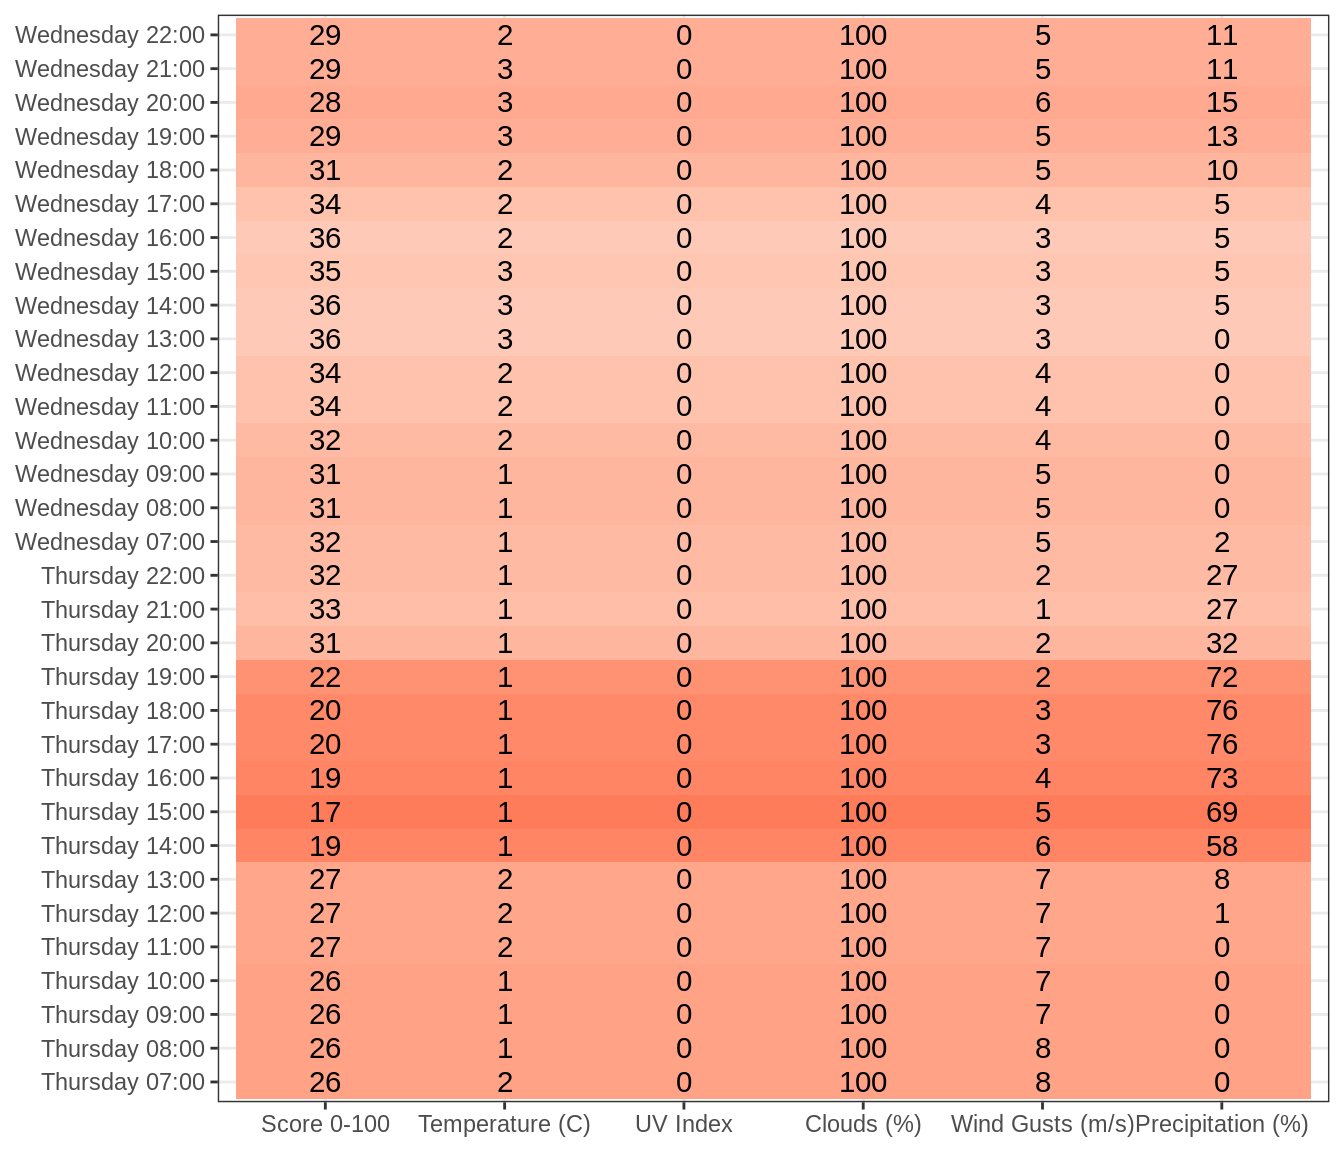 Wednesday 22:00 29 2 0 100 5 11
Wednesday 21:00 29 3 0 100 5 11
Wednesday 20:00 28 3 0 100 6 15
Wednesday 19:00 29 3 0 100 5 13
Wednesday 18:00 31 2 0 100 5 10
Wednesday 17:00 34 2 0 100 4 5
Wednesday 16:00 36 2 0 100 3 5
Wednesday 15:00 35 3 0 100 3 5
Wednesday 14:00 36 3 0 100 3 5
Wednesday 13:00 36 3 0 100 3 0
Wednesday 12:00 34 2 0 100 4 0
Wednesday 11:00 34 2 0 100 4 0
Wednesday 10:00 32 2 0 100 4 0
Wednesday 09:00 31 1 0 100 5 0
Wednesday 08:00 31 1 0 100 5 0
Wednesday 07:00 32 1 0 100 5 2
Thursday 22:00 32 1 0 100 2 27
Thursday 21:00 33 1 0 100 1 27
Thursday 20:00 31 1 0 100 2 32
Thursday 19:00 22 1 0 100 2 72
Thursday 18:00 20 1 0 100 3 76
Thursday 17:00 20 1 0 100 3 76
Thursday 16:00 19 1 0 100 4 73
Thursday 15:00 17 1 0 100 5 69
Thursday 14:00 19 1 0 100 6 58
Thursday 13:00 27 2 0 100 7 8
Thursday 12:00 27 2 0 100 7 1
Thursday 11:00 27 2 0 100 7 0
Thursday 10:00 26 1 0 100 7 0
Thursday 09:00 26 1 0 100 7 0
Thursday 08:00 26 1 0 100 8 0
Thursday 07:00 26 2 0 100 8 0
Score 0-100 Temperature (C) UV Index Clouds (%) Wind Gusts (m/s) Precipitation (%)